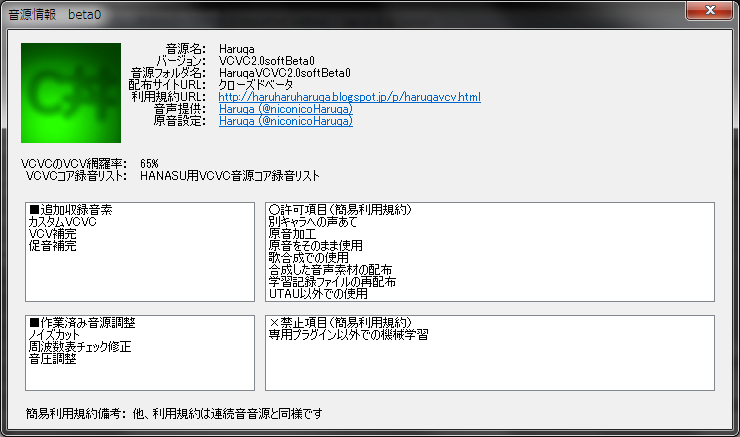 音源情報　beta0
音源名: Haruqa
バージョン: VCVC2.0softBeta0
音源フォルダ名: HaruqaVCVC2.0softBeta0
配布サイトURL: クローズドベータ
利用規約URL: http://haruharuharuqa.blogspot.jp/p/haruqavcv.html
音声提供: Haruqa (@niconicoHaruqa)
原音設定: Haruqa (@niconicoHaruqa)
VCVCのVCV網羅率: 65%
VCVCコア録音リスト: HANASU用VCVC音源コア録音リスト
■追加収録音素
カスタムVCVC
VCV補完
促音補完
○許可項目(簡易利用規約)
別キャラへの声あて
原音加工
原音をそのまま使用
歌合成での使用
合成した音声素材の配布
学習記録ファイルの再配布
UTAU以外での使用
■作業済み音源調整
ノイズカット
周波数表チェック修正
音圧調整
×禁止項目(簡易利用規約)
専用プラグイン以外での機械学習
簡易利用規約備考: 他、利用規約は連続音音源と同様です